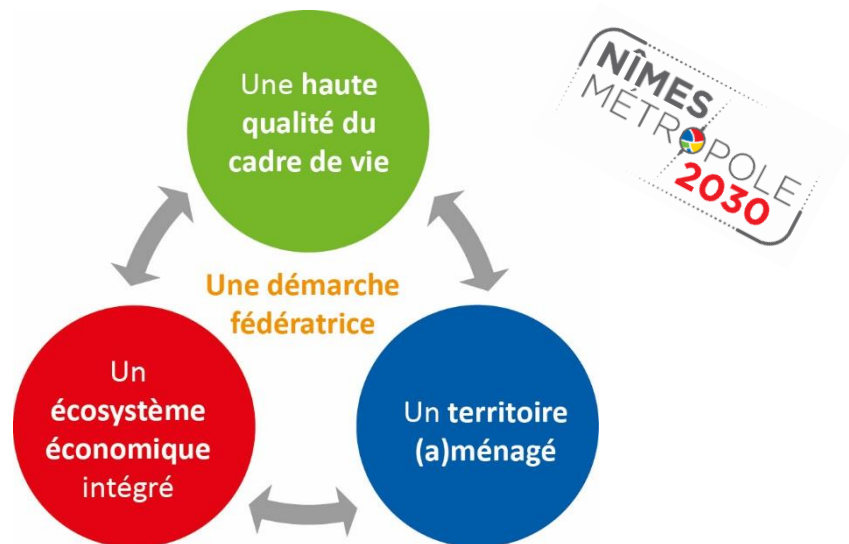 Une haute
qualité du
cadre de vie
NÎMES
MÉTROPOLE
2030
Une démarche
fédératrice
Un
écosystème
économique
intégré
Un territoire
(a)ménagé